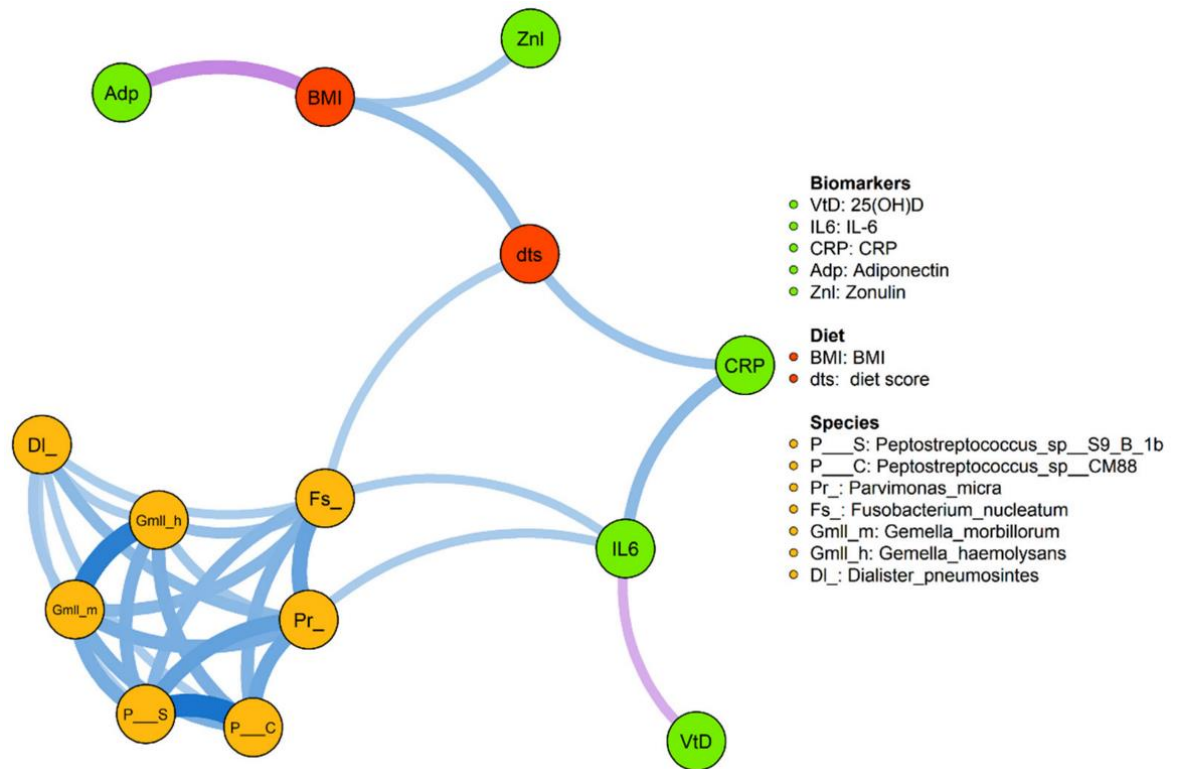 Znl
Adp
BMI
dts
CRP
Dl_
Gmll_h
Fs_
IL6
Gmll_m
Pr_
P___S
P___C
VtD
Biomarkers
VtD: 25(OH)D
IL6: IL-6
CRP: CRP
Adp: Adiponectin
Znl: Zonulin
Diet
BMI: BMI
dts: diet score
Species
P___S: Peptostreptococcus_sp__S9_B_1b
P___C: Peptostreptococcus_sp__CM88
Pr_: Parvimonas_micra
Fs_: Fusobacterium_nucleatum
Gmll_m: Gemella_morbillorum
Gmll_h: Gemella_haemolysans
Dl_: Dialister_pneumosintes